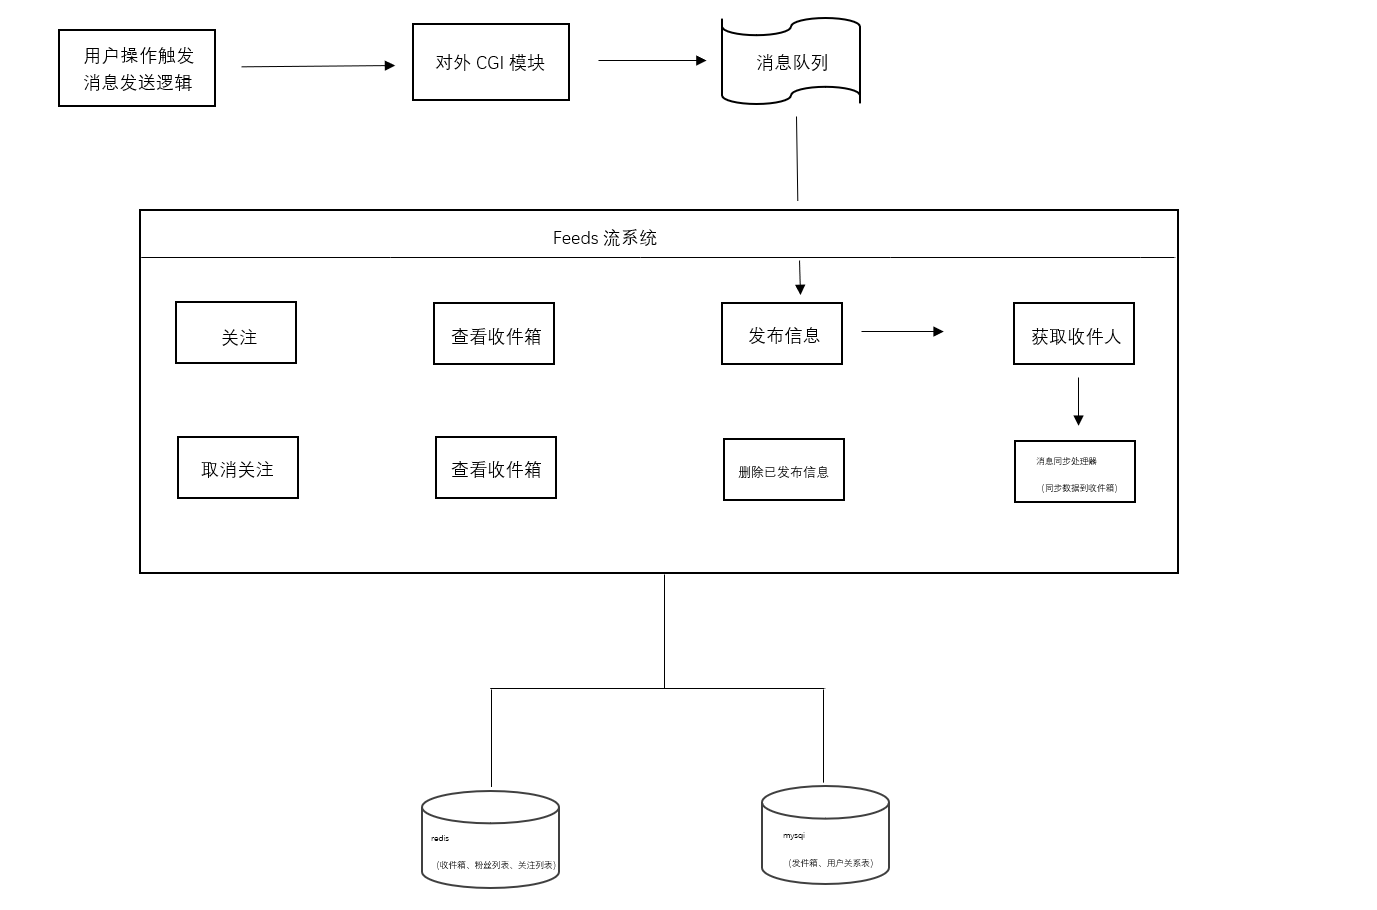 用户操作触发
消息发送逻辑
对外 CGI 模块
消息队列
Feeds 流系统
关注
查看收件箱
发布信息
获取收件人
取消关注
查看收件箱
删除已发布信息
消息同步处理器
（同步数据到收件箱）
redis
（收件箱、粉丝列表、关注列表）
mysqi
（发件箱、用户关系表）